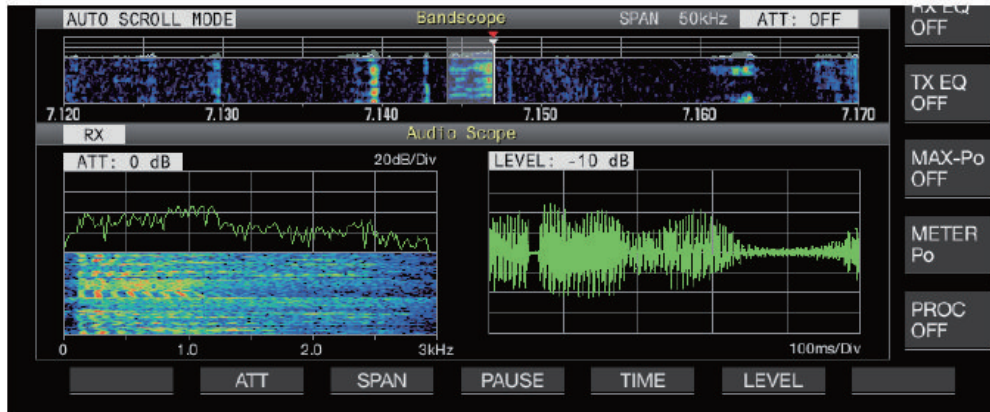 AUTO SCROLL MODE Bandscope SPAN 50kHz ATT: OFF
7.120 7.130 7.140 7.150 7.160 7.170
RX Audio Scope
ATT: 0 dB 20dB/Div LEVEL: -10 dB
0 1.0 2.0 3kHz 100ms/Div
ATT SPAN PAUSE TIME LEVEL
RX EQ
OFF
TX EQ
OFF
MAX-Po
OFF
METER
Po
PROC
OFF